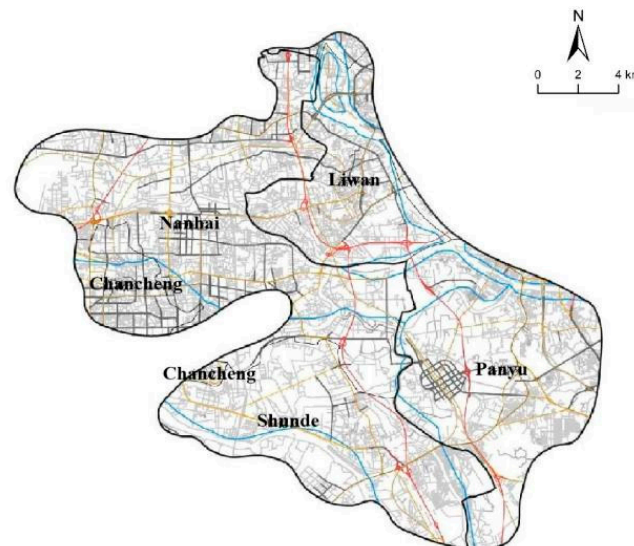 N
0 2 4 km
Liwan
Nanhai
Chancheng
Chancheng
Panyu
Shunde